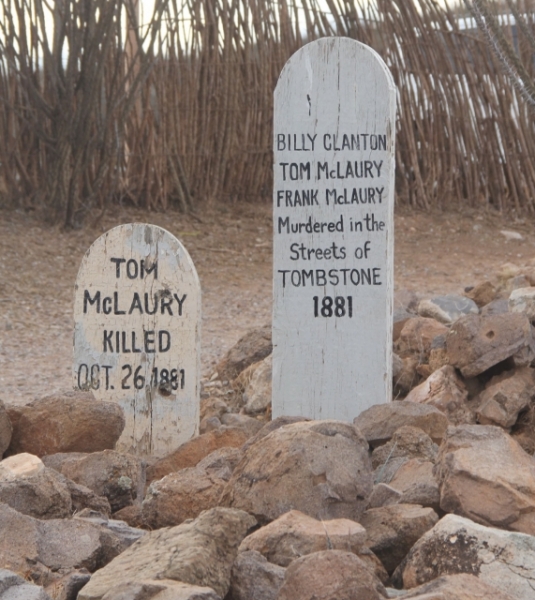 TOM
McLAURY
KILLED
OCT. 26, 1881
BILLY CLANTON
TOM McLAURY
FRANK McLAURY
Murdered in the
Streets of
TOMBSTONE
1881